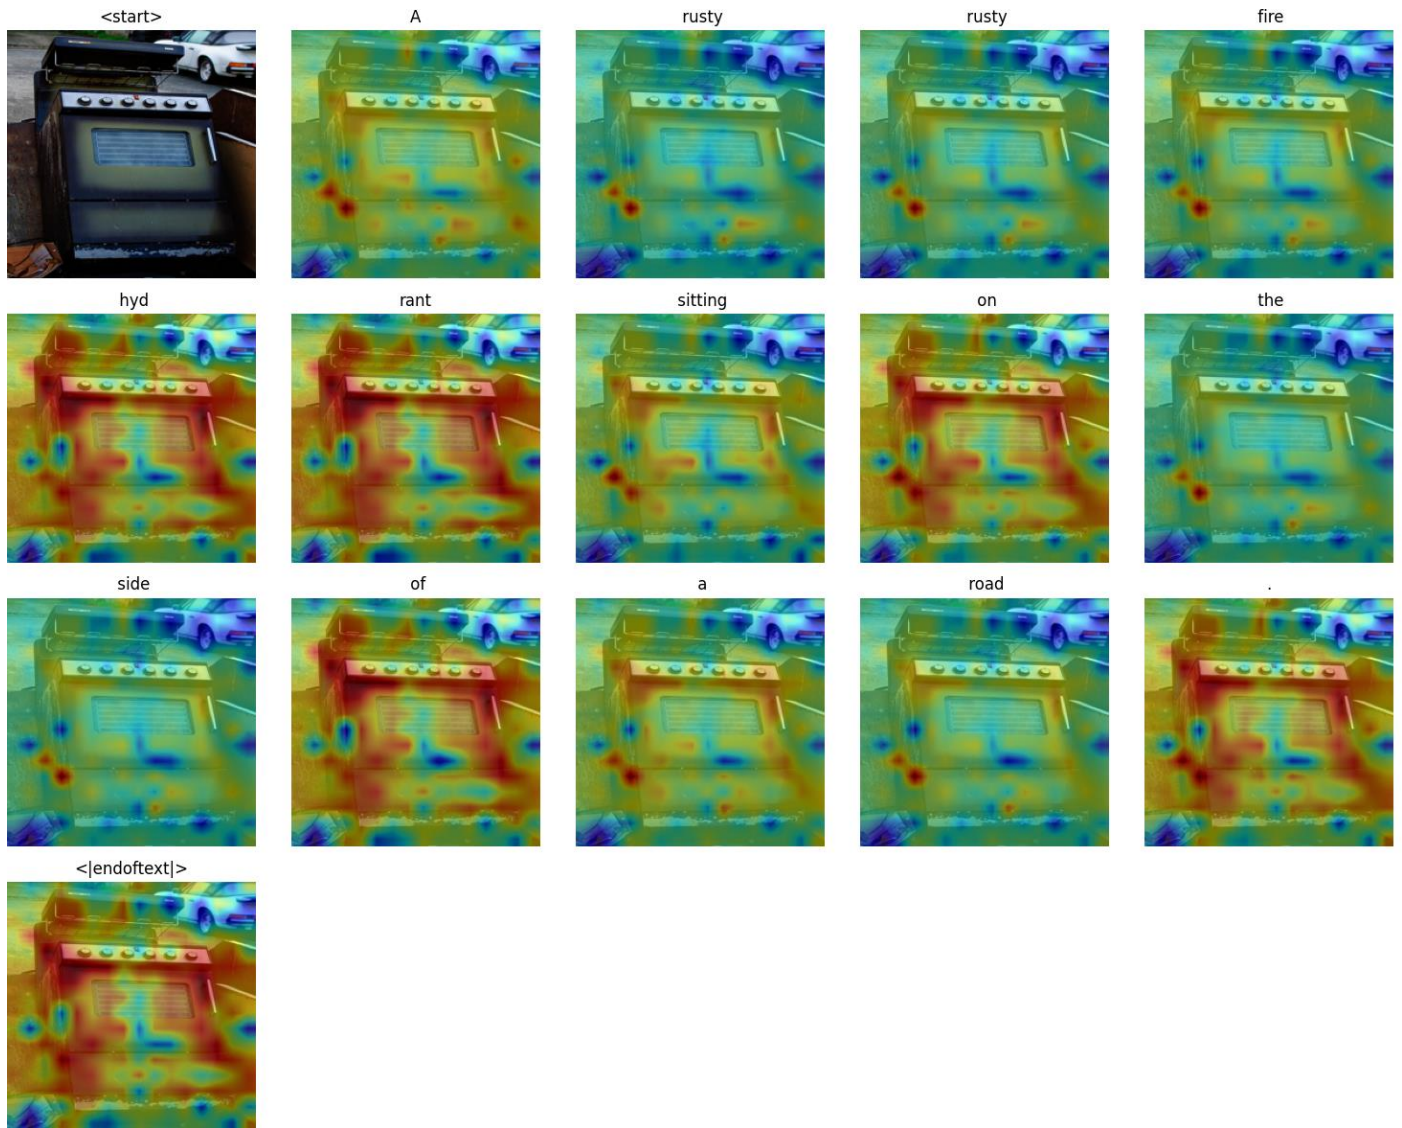 <start> A rusty rusty fire
hyd rant sitting on the
side of a road .
<|endoftext|>